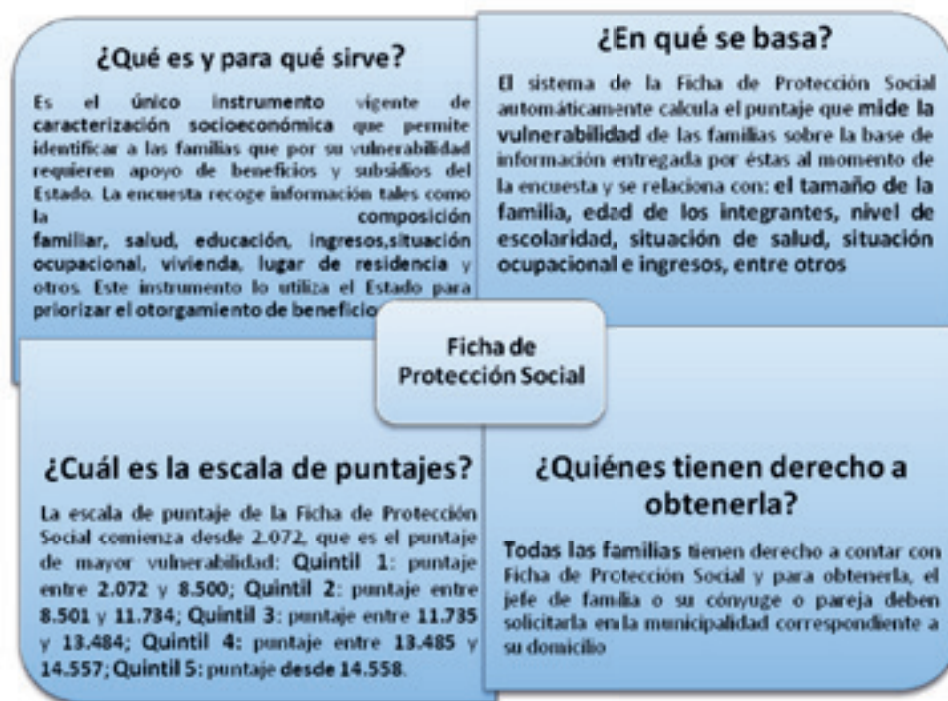 ¿Qué es y para qué sirve?
Es el único instrumento vigente de
caracterización socioeconómica que permite
identificar a las familias que por su vulnerabilidad
requieren apoyo de beneficios y subsidios del
Estado. La encuesta recoge información tales como
la composición
familiar, salud, educación, ingresos,situación
ocupacional, vivienda, lugar de residencia y
otros. Este instrumento lo utiliza el Estado para
priorizar el otorgamiento de beneficio
¿En qué se basa?
El sistema de la Ficha de Protección Social
automáticamente calcula el puntaje que mide la
vulnerabilidad de las familias sobre la base de
información entregada por éstas al momento de
la encuesta y se relaciona con: el tamaño de la
familia, edad de los integrantes, nivel de
escolaridad, situación de salud, situación
ocupacional e ingresos, entre otros
Ficha de
Protección Social
¿Cuál es la escala de puntajes?
La escala de puntaje de la Ficha de Protección
Social comienza desde 2.072, que es el puntaje
de mayor vulnerabilidad: Quintil 1: puntaje
entre 2.072 y 8.500; Quintil 2: puntaje entre
8.501 y 11.734; Quintil 3: puntaje entre 11.735
y 13.484; Quintil 4: puntaje entre 13.485 y
14.557; Quintil 5: puntaje desde 14.558.
¿Quiénes tienen derecho a
obtenerla?
Todas las familias tienen derecho a contar con
Ficha de Protección Social y para obtenerla, el
jefe de familia o su cónyuge o pareja deben
solicitarla en la municipalidad correspondiente a
su domicilio